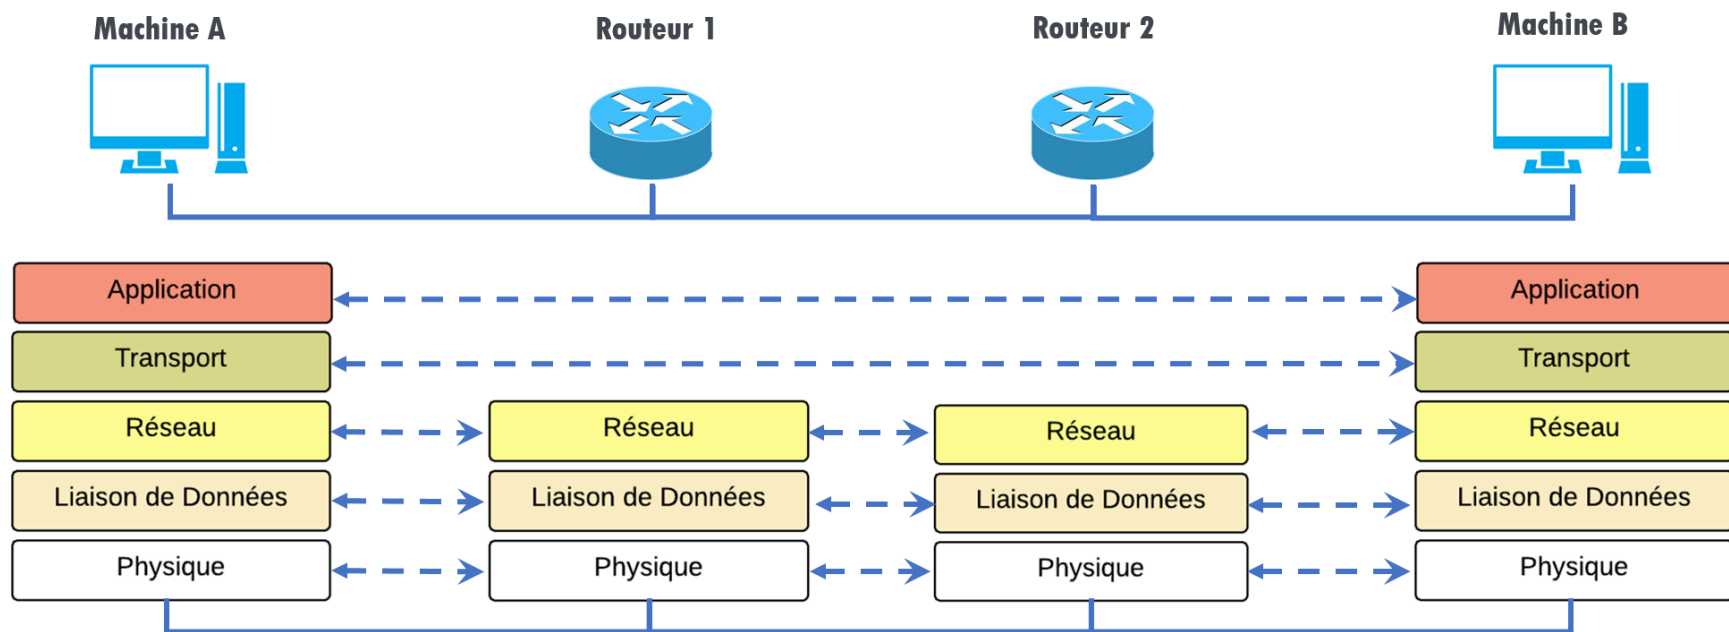 Machine A
Routeur 1
Routeur 2
Machine B
Application
Application
Transport
Transport
Réseau
Réseau
Réseau
Réseau
Liaison de Données
Liaison de Données
Liaison de Données
Liaison de Données
Physique
Physique
Physique
Physique